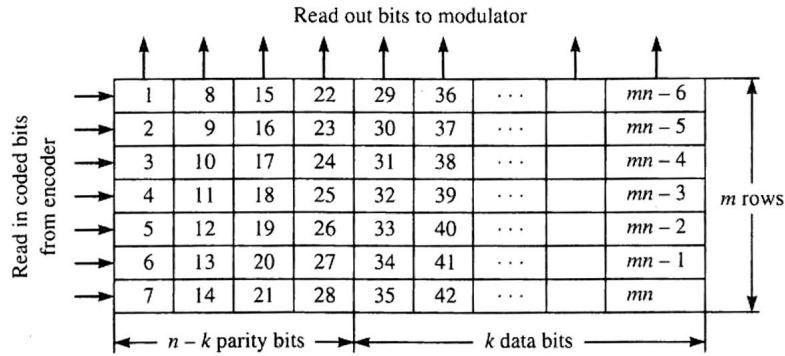 Read out bits to modulator
Read in coded bits
from encoder
1 8 15 22 29 36 ··· mn – 6
2 9 16 23 30 37 ··· mn – 5
3 10 17 24 31 38 ··· mn – 4
4 11 18 25 32 39 ··· mn – 3
5 12 19 26 33 40 ··· mn – 2
6 13 20 27 34 41 ··· mn – 1
7 14 21 28 35 42 ··· mn
m rows
n – k parity bits
k data bits